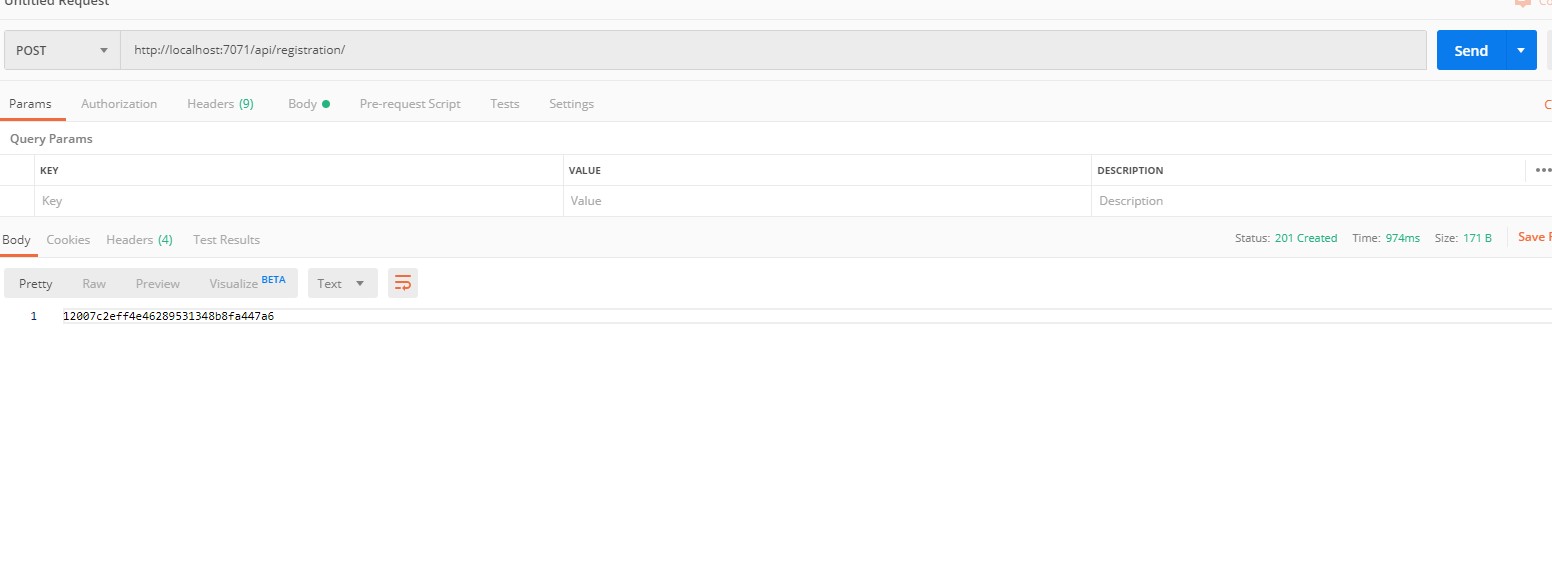 Untitled Request
POST http://localhost:7071/api/registration/ Send
Params Authorization Headers (9) Body Pre-request Script Tests Settings
Query Params
KEY VALUE DESCRIPTION
Key Value Description
Body Cookies Headers (4) Test Results Status: 201 Created Time: 974ms Size: 171 B Save
Pretty Raw Preview Visualize BETA Text
1 12007c2eff4e46289531348b8fa447a6